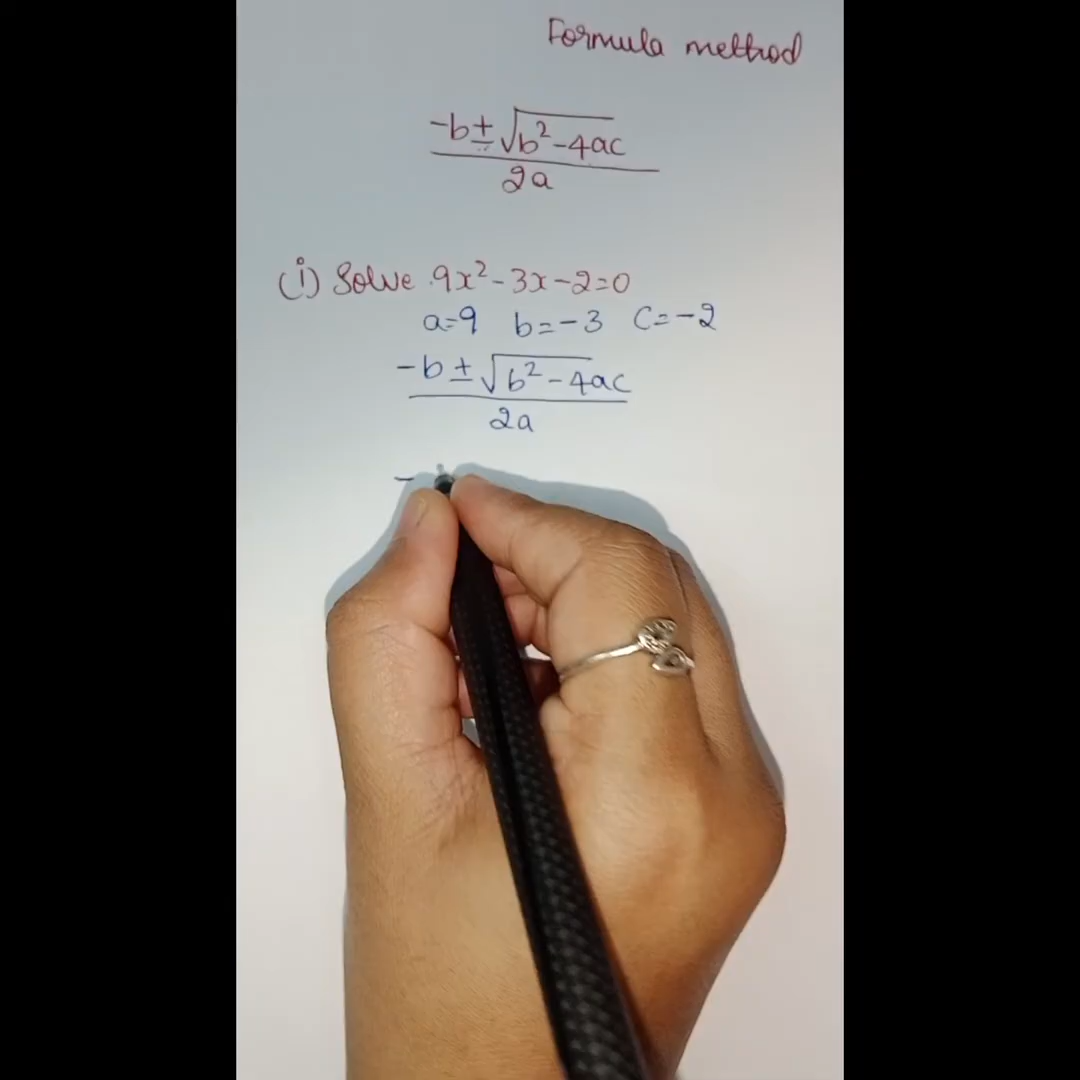 Formula method
-b±√b²-4ac
2a
(i) Solve 9x²-3x-2=0
a=9 b=-3 c=-2
-b±√b²-4ac
2a
-